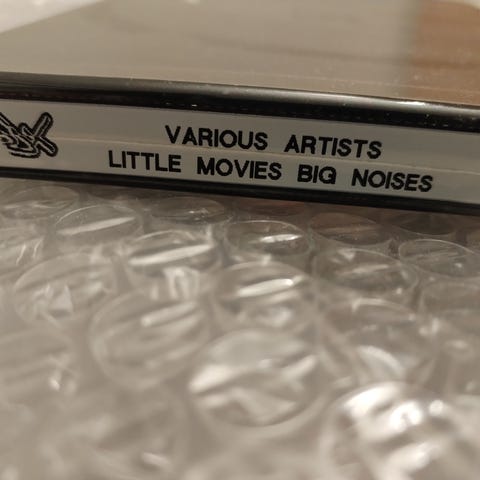 VARIOUS ARTISTS
LITTLE MOVIES BIG NOISES